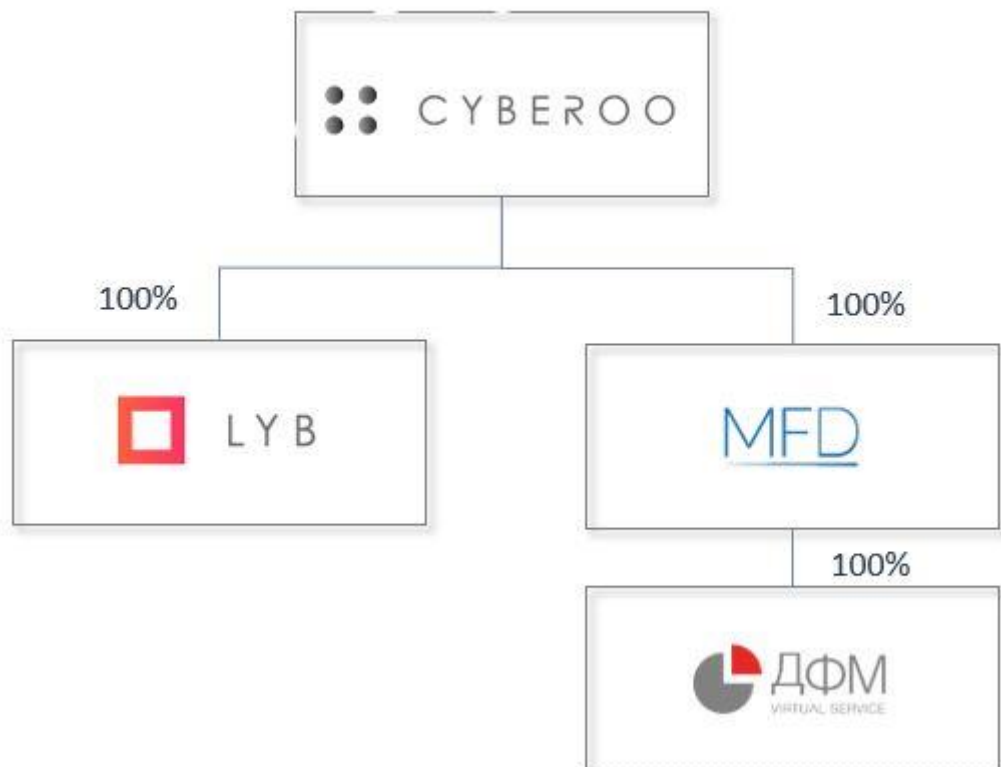 CYBEROO
100%
100%
LYB
MFD
100%
ДФМ
VIRTUAL SERVICE